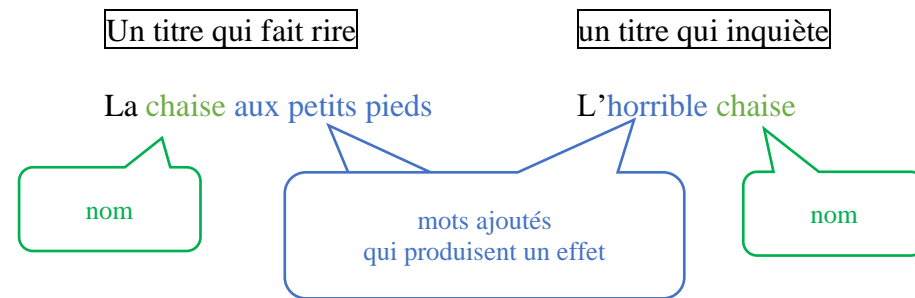 Un titre qui fait rire
un titre qui inquiète
La chaise aux petits pieds
L’horrible chaise
nom
mots ajoutés
qui produisent un effet
nom